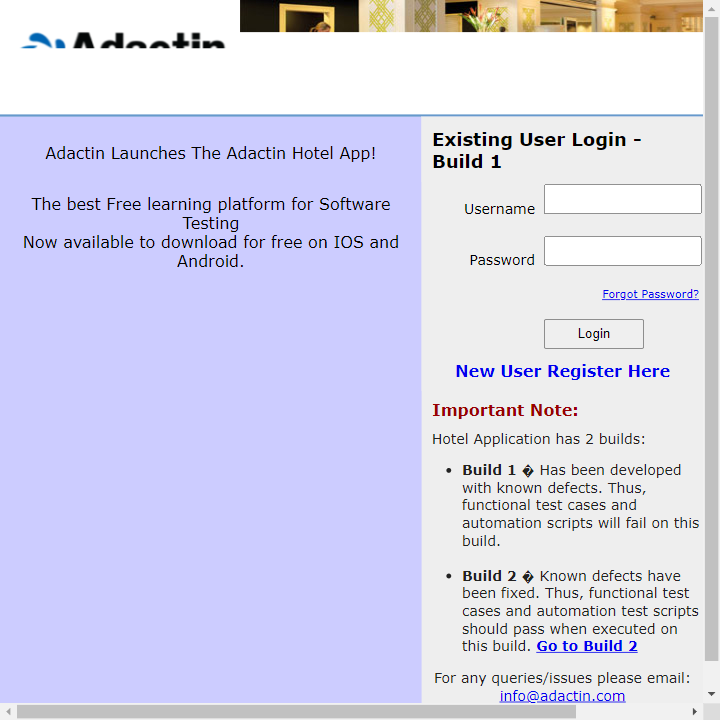 Adactin
Adactin Launches The Adactin Hotel App!
The best Free learning platform for Software
Testing
Now available to download for free on IOS and
Android.
Existing User Login -
Build 1
Username
Password
Forgot Password?
Login
New User Register Here
Important Note:
Hotel Application has 2 builds:
• Build 1 � Has been developed
with known defects. Thus,
functional test cases and
automation scripts will fail on this
build.
• Build 2 � Known defects have
been fixed. Thus, functional test
cases and automation test scripts
should pass when executed on
this build. Go to Build 2
For any queries/issues please email:
info@adactin.com